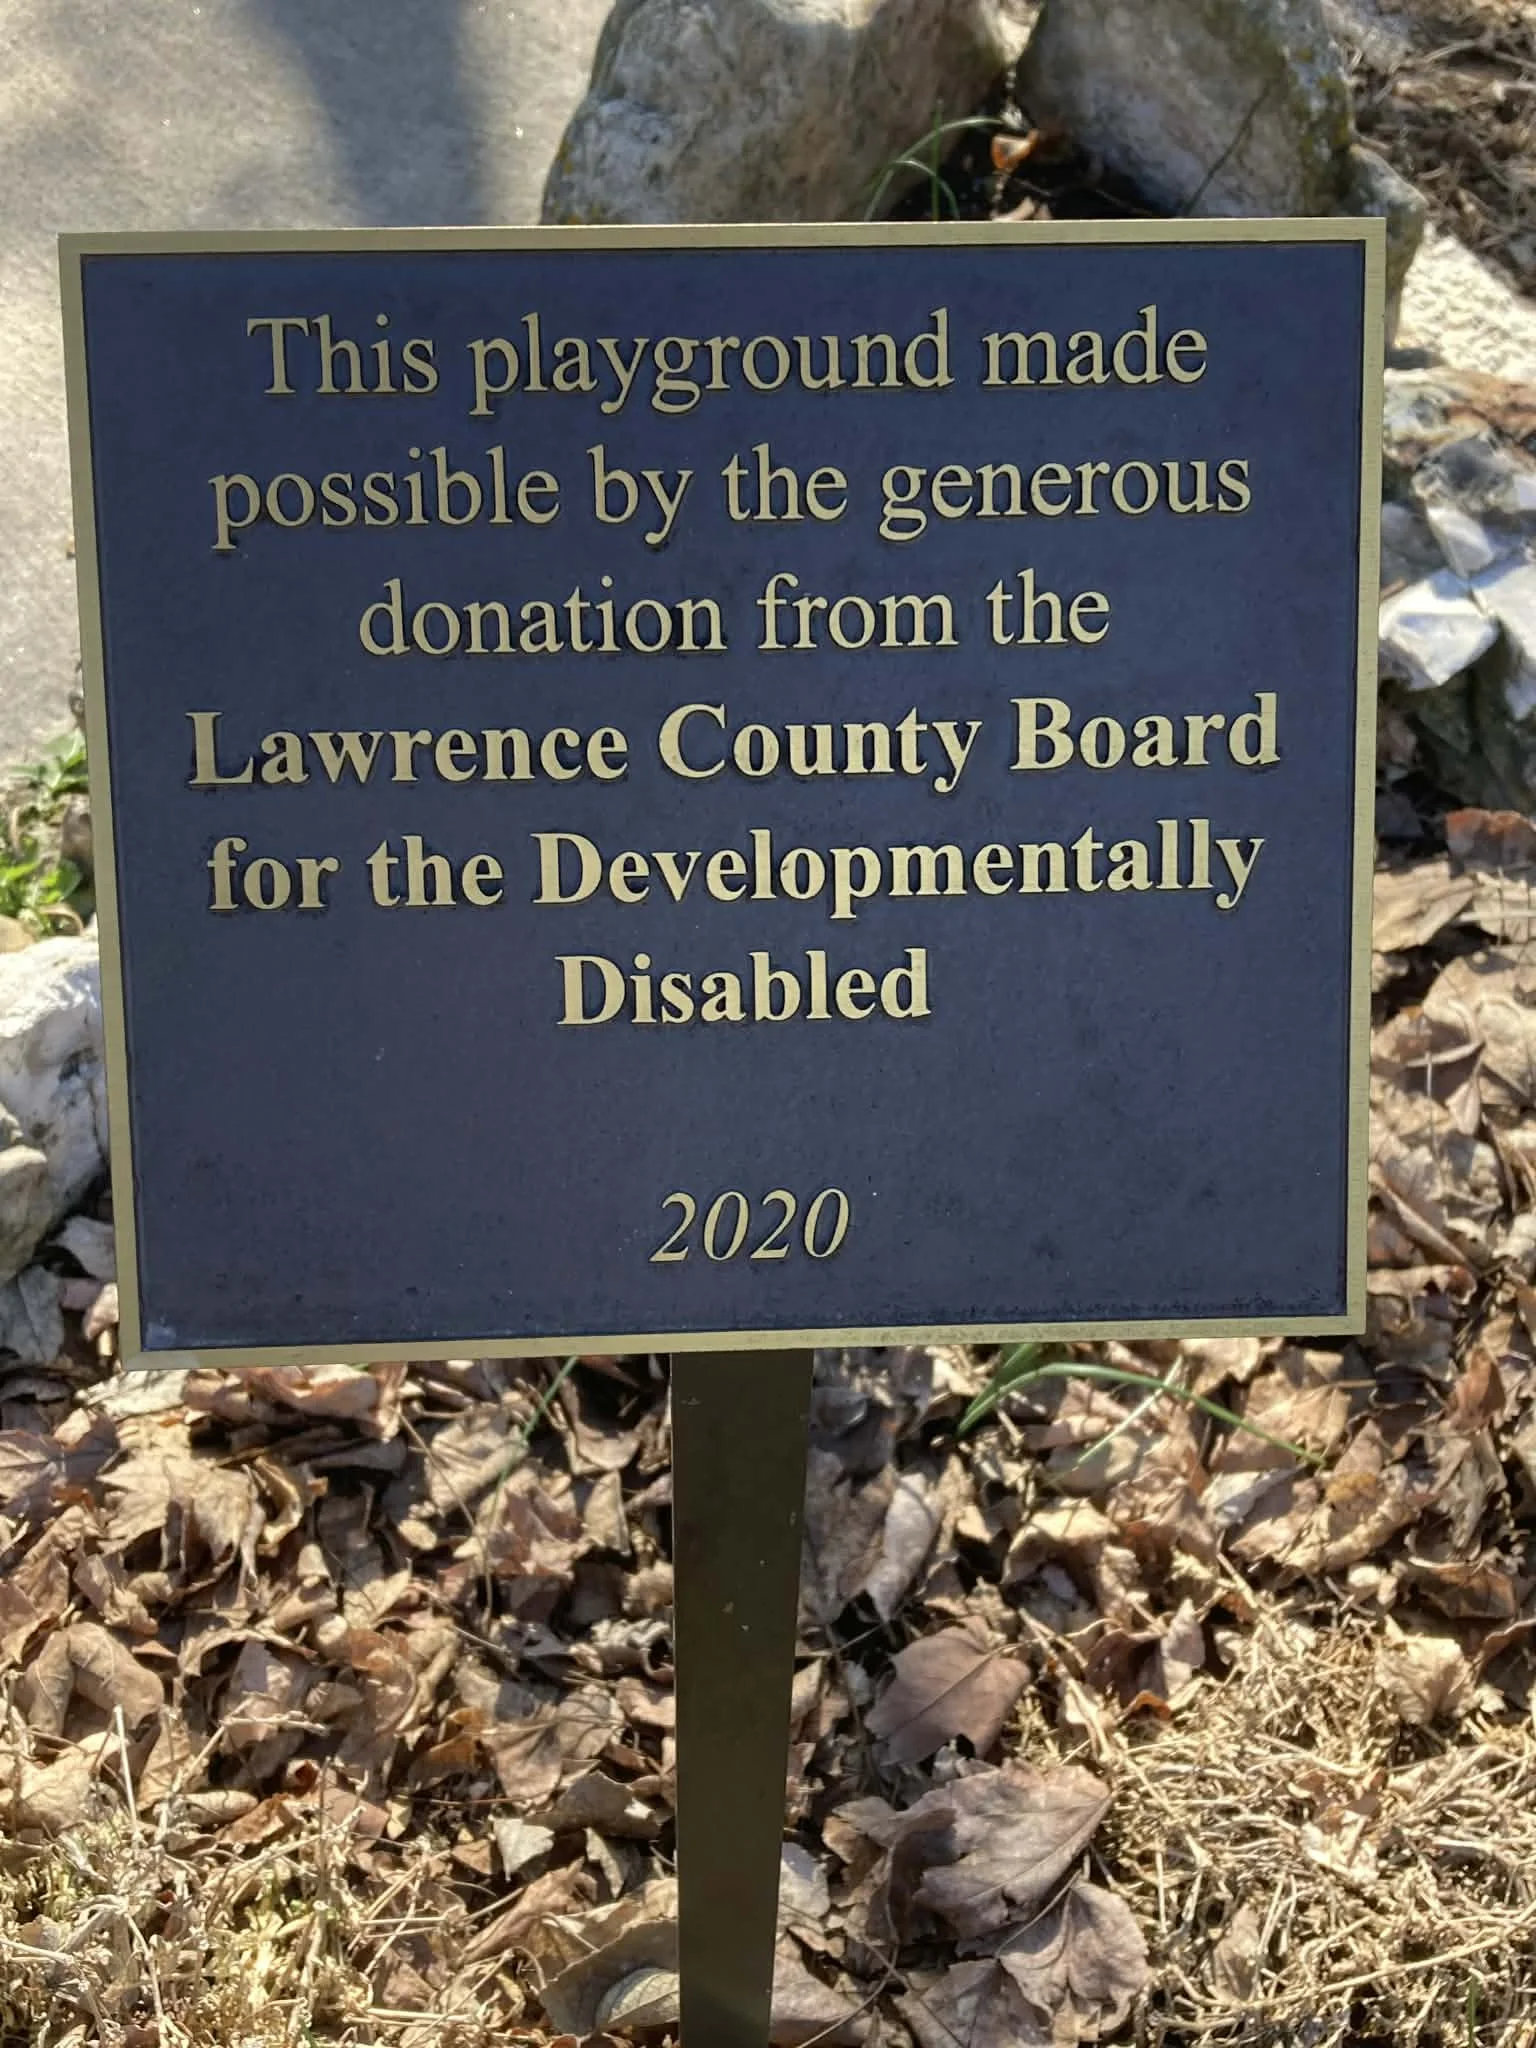 This playground made
possible by the generous
donation from the
Lawrence County Board
for the Developmentally
Disabled
2020